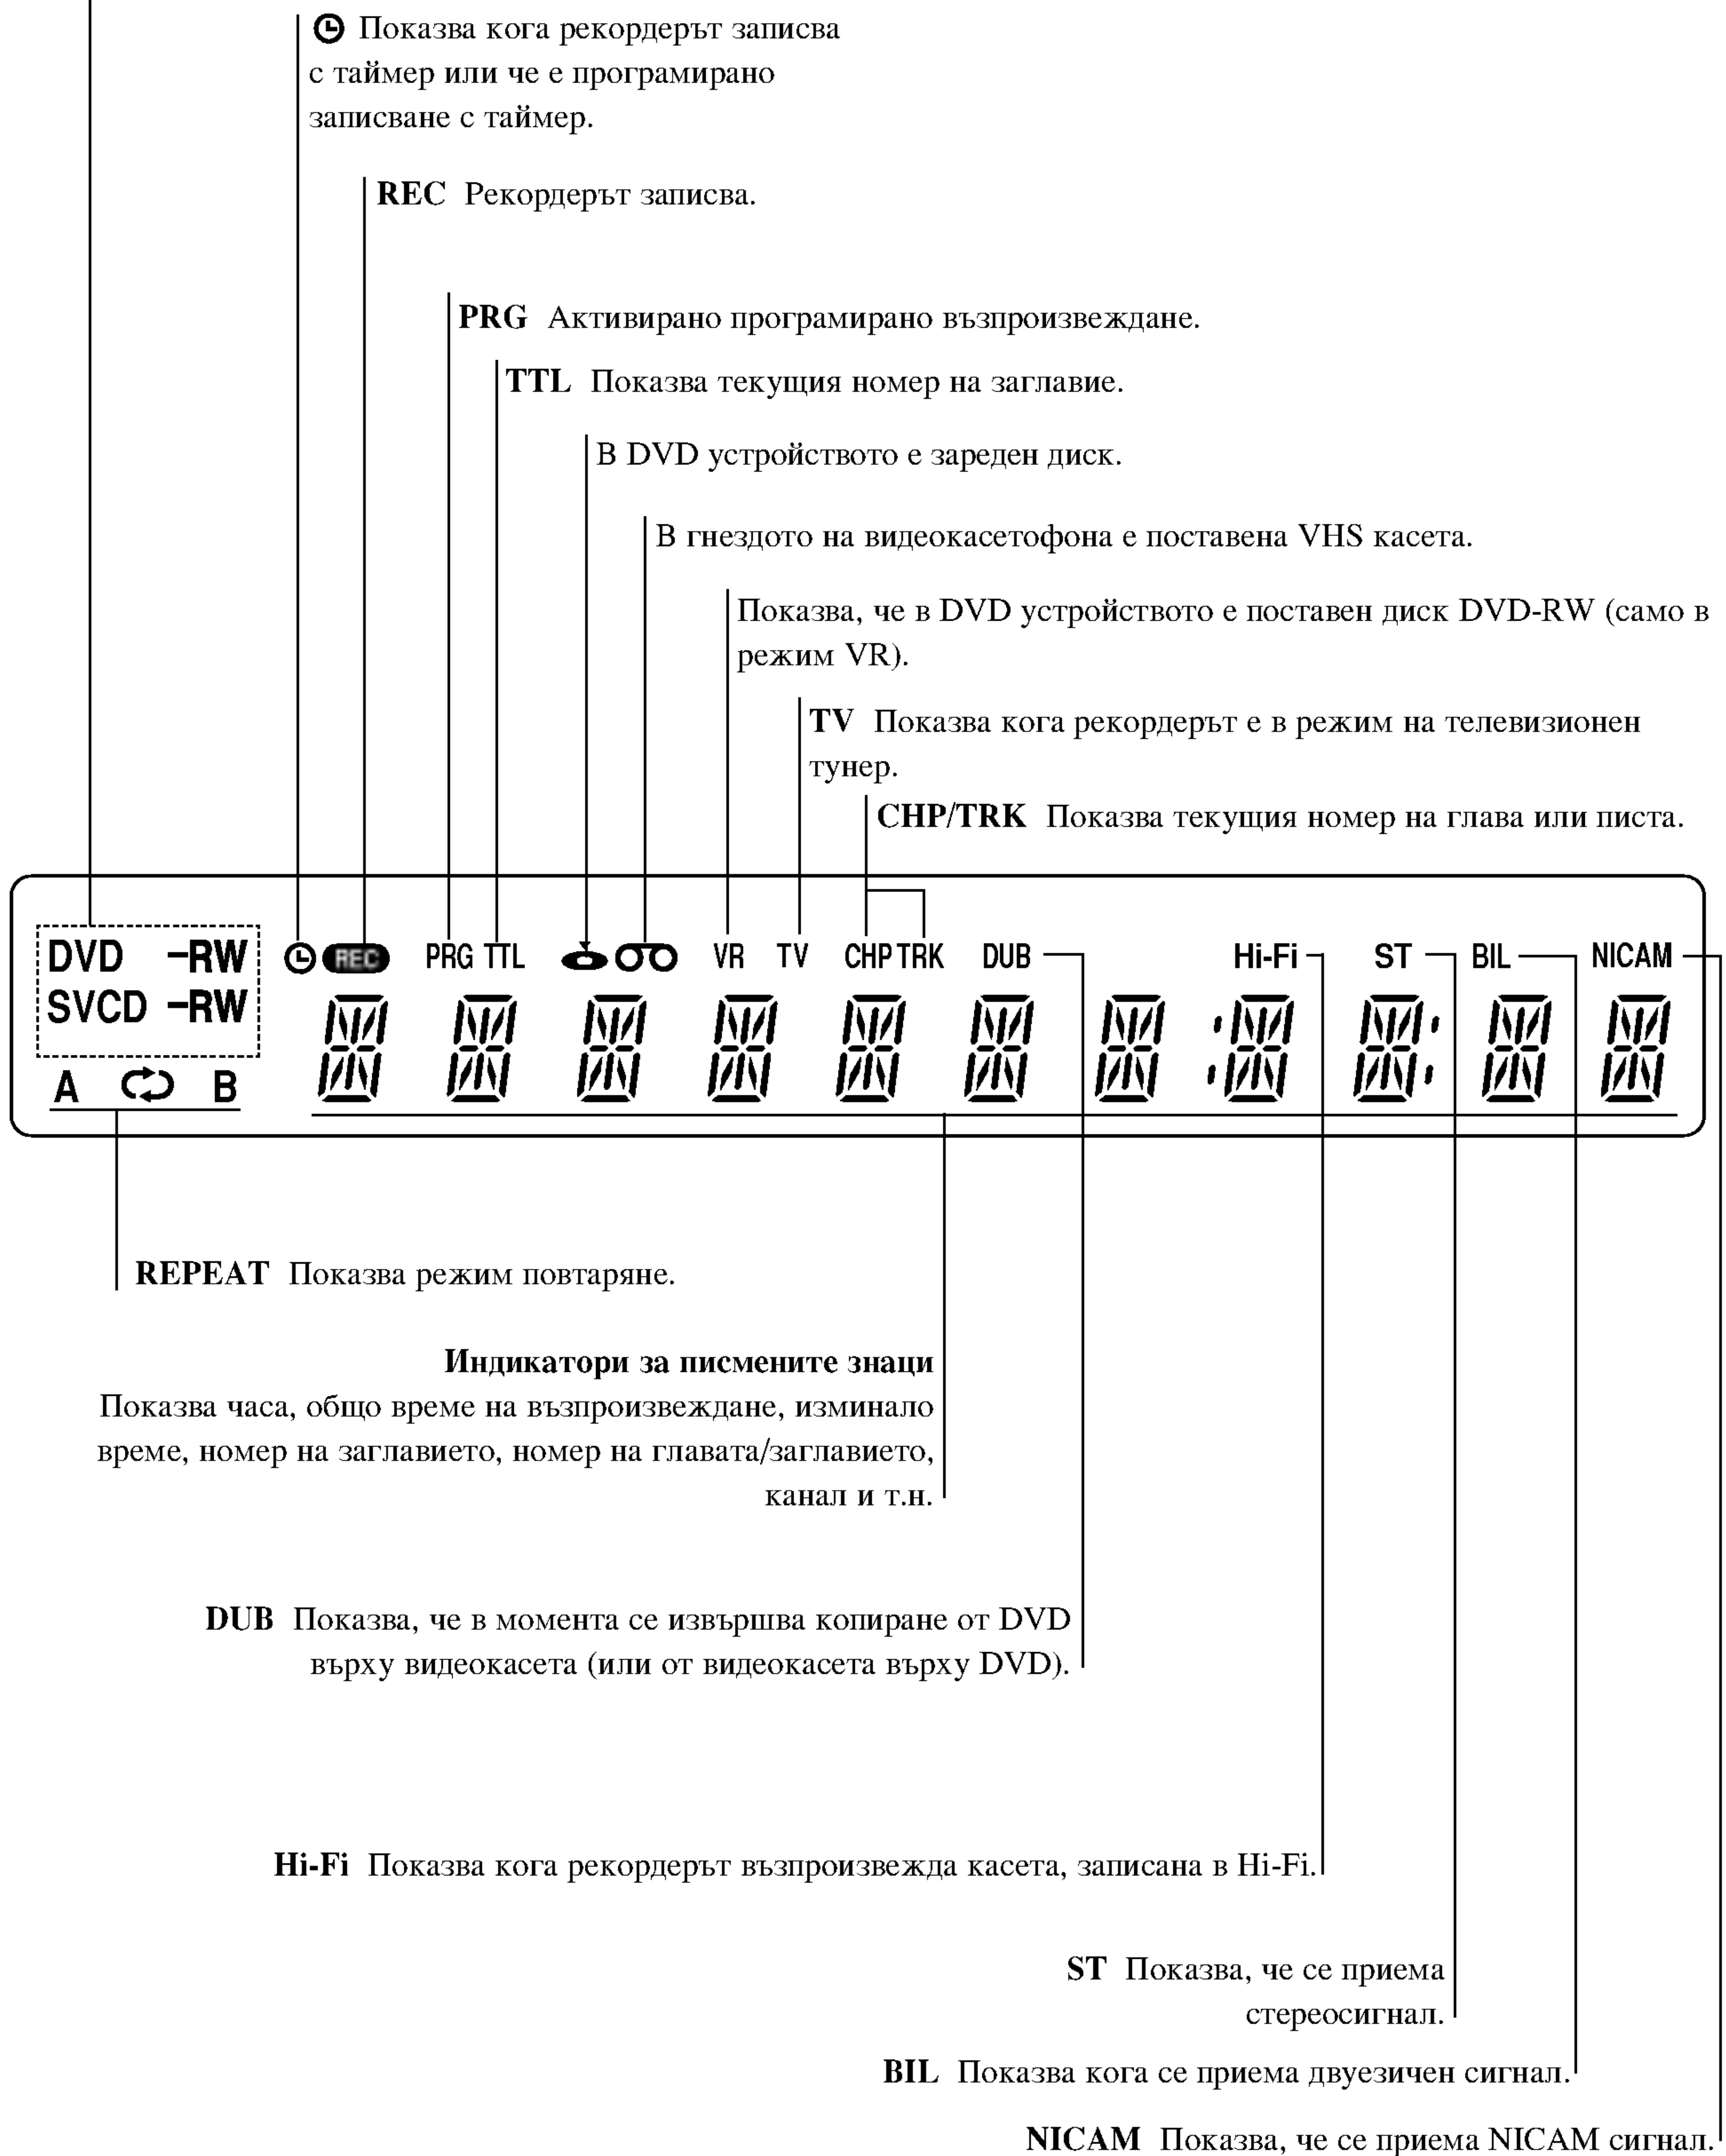 Показва кога рекордерът записва
с таймер или че е програмирано
записване с таймер.
REC Рекордерът записва.
PRG Активирано програмирано възпроизвеждане.
TTL Показва текущия номер на заглавие.
В DVD устройството е зареден диск.
В гнездото на видеокасетофона е поставена VHS касета.
Показва, че в DVD устройството е поставен диск DVD-RW (само в
режим VR).
TV Показва кога рекордерът е в режим на телевизионен
тунер.
CHP/TRK Показва текущия номер на глава или писта.
DVD -RW REC PRG TTL VR TV CHP TRK DUB Hi-Fi ST BIL NICAM
SVCD -RW
A B
REPEAT Показва режим повтаряне.
Индикатори за писмените знаци
Показва часа, общо време на възпроизвеждане, изминало
време, номер на заглавието, номер на главата/заглавието,
канал и т.н.
DUB Показва, че в момента се извършва копиране от DVD
върху видеокасета (или от видеокасета върху DVD).
Hi-Fi Показва кога рекордерът възпроизвежда касета, записана в Hi-Fi.
ST Показва, че се приема
стереосигнал.
BIL Показва кога се приема двуезичен сигнал.
NICAM Показва, че се приема NICAM сигнал.